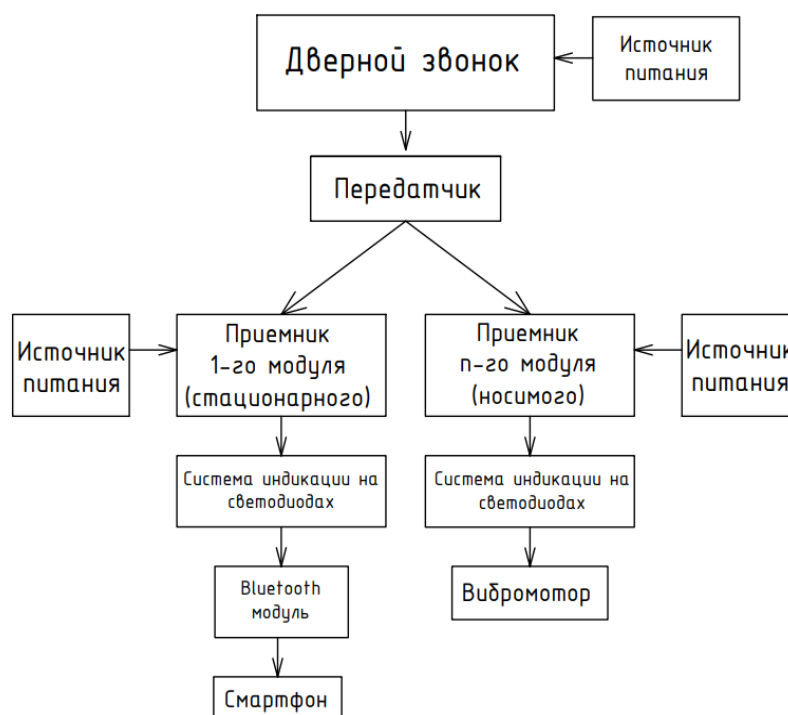 Дверной звонок
Источник
питания
Передатчик
Источник
питания
Приемник
1-го модуля
(стационарного)
Приемник
n-го модуля
(носимого)
Источник
питания
Система индикации на
светодиодах
Система индикации на
светодиодах
Bluetooth
модуль
Вибромотор
Смартфон